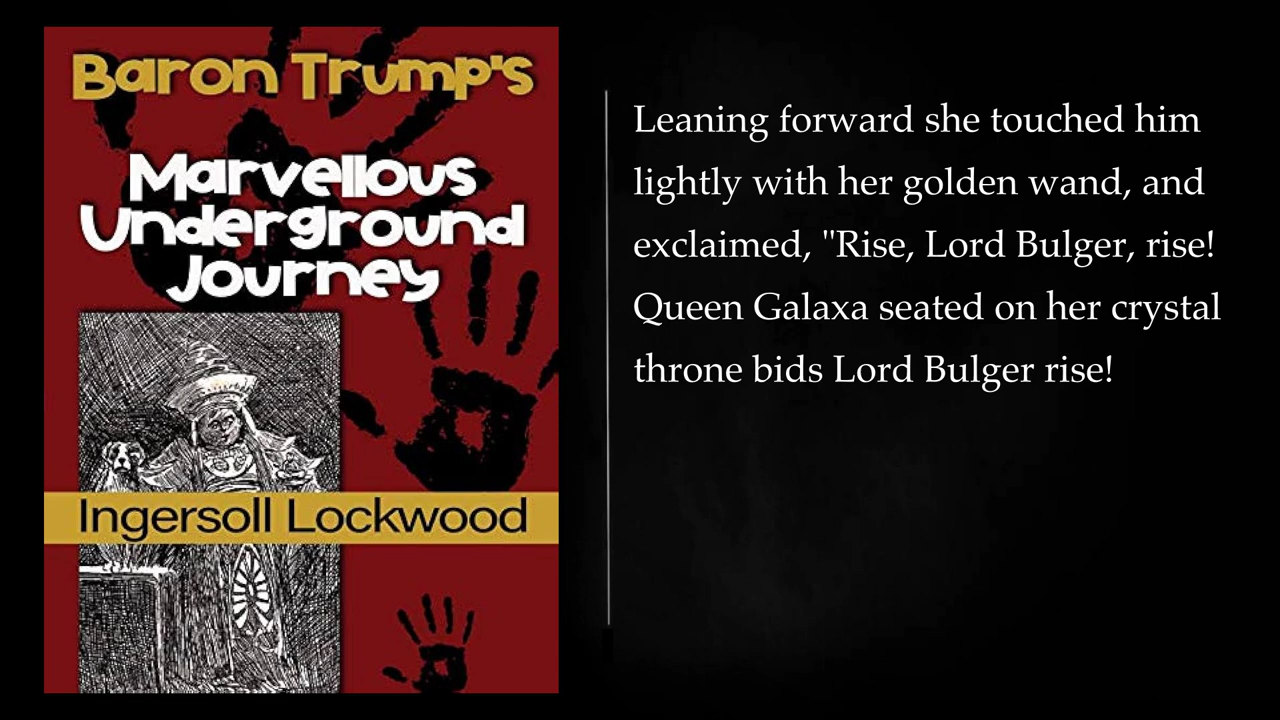 Baron Trump's
Marvellous
Underground
Journey
Ingersoll Lockwood
Leaning forward she touched him
lightly with her golden wand, and
exclaimed, "Rise, Lord Bulger, rise!
Queen Galaxa seated on her crystal
throne bids Lord Bulger rise!